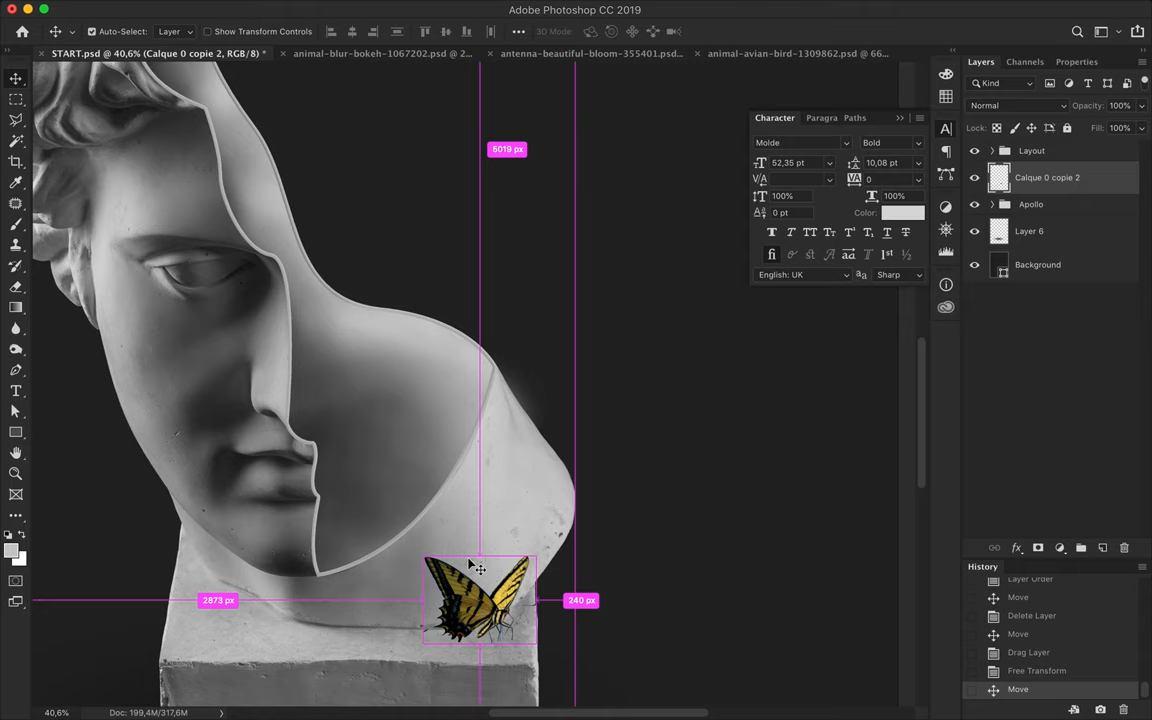 Adobe Photoshop CC 2019
Auto-Select: Layer Show Transform Controls 3D Mode:
START.psd @ 40,6% (Calque 0 copie 2, RGB/8) * animal-blur-bokeh-1067202.psd @ 2... antenna-beautiful-bloom-355401.psd... animal-avian-bird-1309862.psd @ 66...
Layers Channels Properties
Kind
Normal Opacity: 100%
Lock: Fill: 100%
Layout
Calque 0 copie 2
Apollo
Layer 6
Background
Character Paragra Paths
Molde Bold
52,35 pt 10,08 pt
0
100% 100%
0 pt Color:
English: UK Sharp
5019 px
2873 px
240 px
History
Layer Order
Move
Delete Layer
Move
Drag Layer
Free Transform
Move
40,6% Doc: 199,4M/317,6M